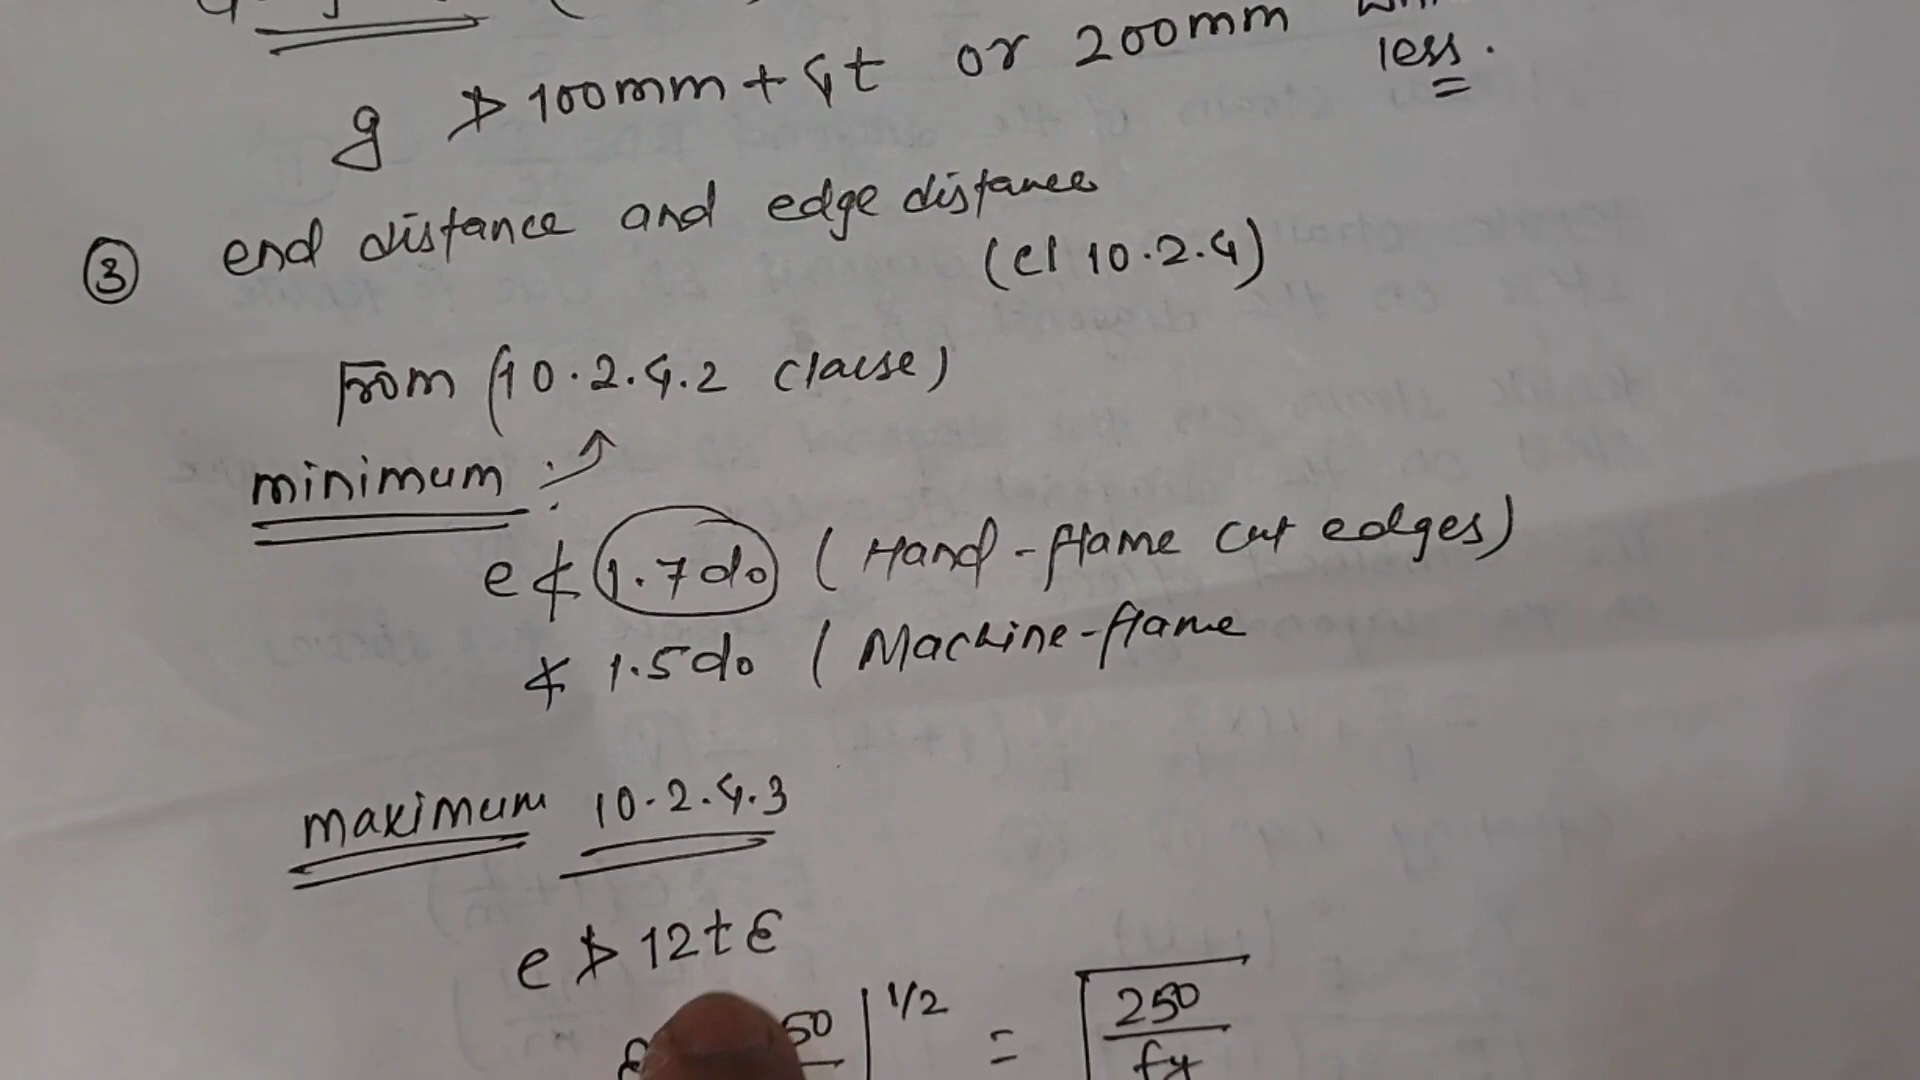 g ≯ 100mm + 4t or 200mm
less.
③ end distance and edge distance
(cl 10.2.4)
From (10.2.4.2 clause)
minimum :-
e ≮ 1.7do (Hand-flame cut edges)
≮ 1.5do (Machine-flame
maximum 10.2.4.3
e ≯ 12tε
50 | 1/2 = √250/fy